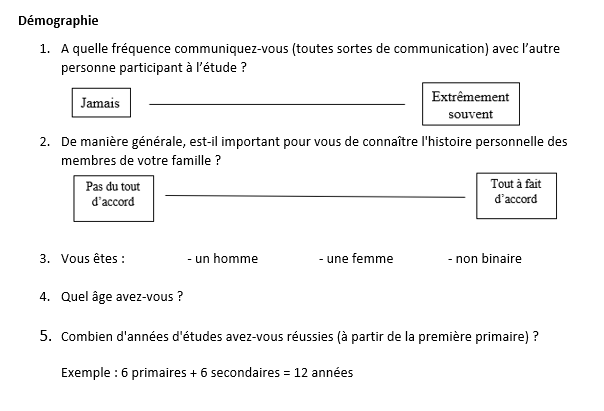 Démographie
1. A quelle fréquence communiquez-vous (toutes sortes de communication) avec l'autre
personne participant à l'étude ?
Jamais
Extrêmement
souvent
2. De manière générale, est-il important pour vous de connaître l'histoire personnelle des
membres de votre famille ?
Pas du tout
d'accord
Tout à fait
d'accord
3. Vous êtes : - un homme - une femme - non binaire
4. Quel âge avez-vous ?
5. Combien d'années d'études avez-vous réussies (à partir de la première primaire) ?
Exemple : 6 primaires + 6 secondaires = 12 années